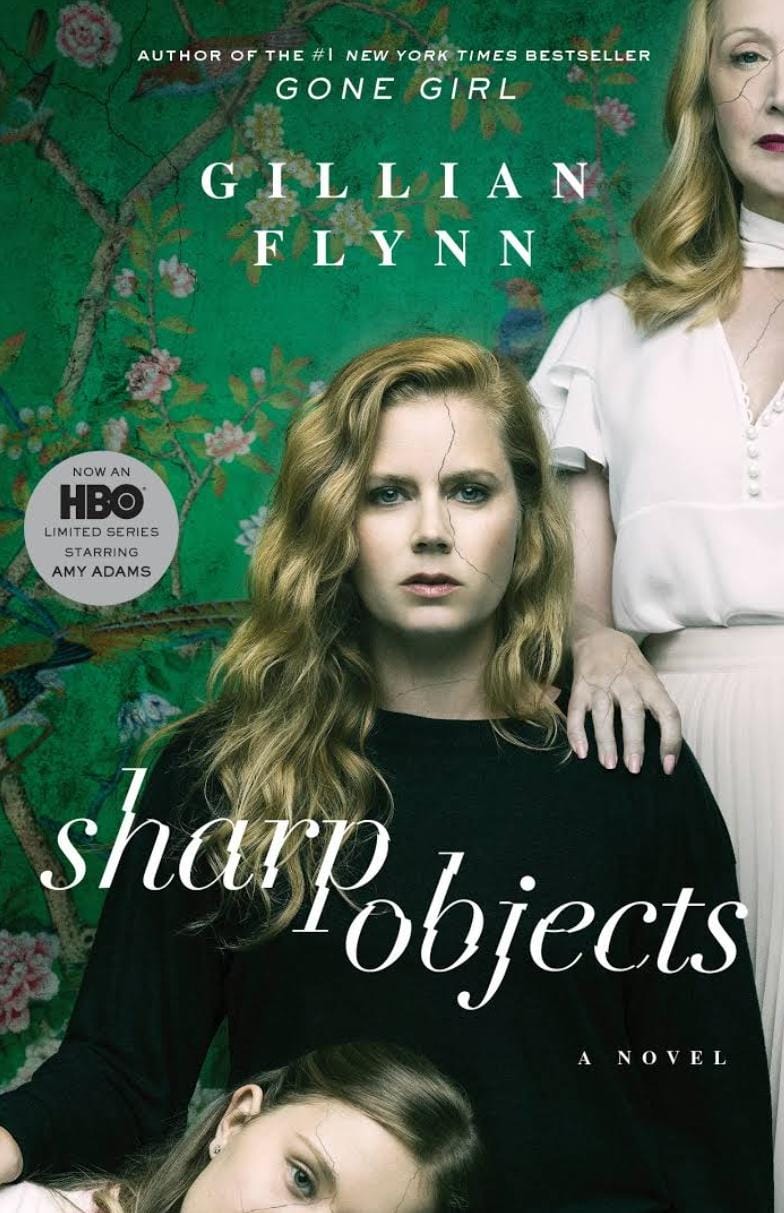 AUTHOR OF THE #1 NEW YORK TIMES BESTSELLER
GONE GIRL
GILLIAN
FLYNN
NOW AN
HBO®
LIMITED SERIES
STARRING
AMY ADAMS
sharp
objects
A NOVEL